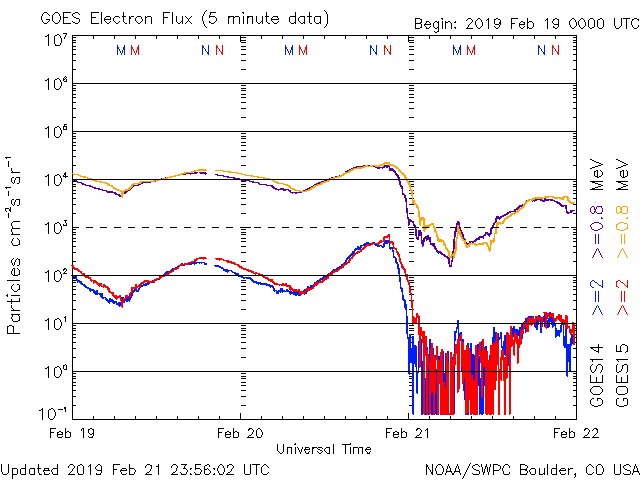 GOES Electron Flux (5 minute data)
Begin: 2019 Feb 19 0000 UTC
M M N N M M N N M M N N
10⁷
10⁶
10⁵
10⁴
10³
10²
10¹
10⁰
10⁻¹
Particles cm⁻²s⁻¹sr⁻¹
Feb 19 Feb 20 Feb 21 Feb 22
Universal Time
GOES14 >=2 >=0.8 MeV
GOES15 >=2 >=0.8 MeV
Updated 2019 Feb 21 23:56:02 UTC
NOAA/SWPC Boulder, CO USA